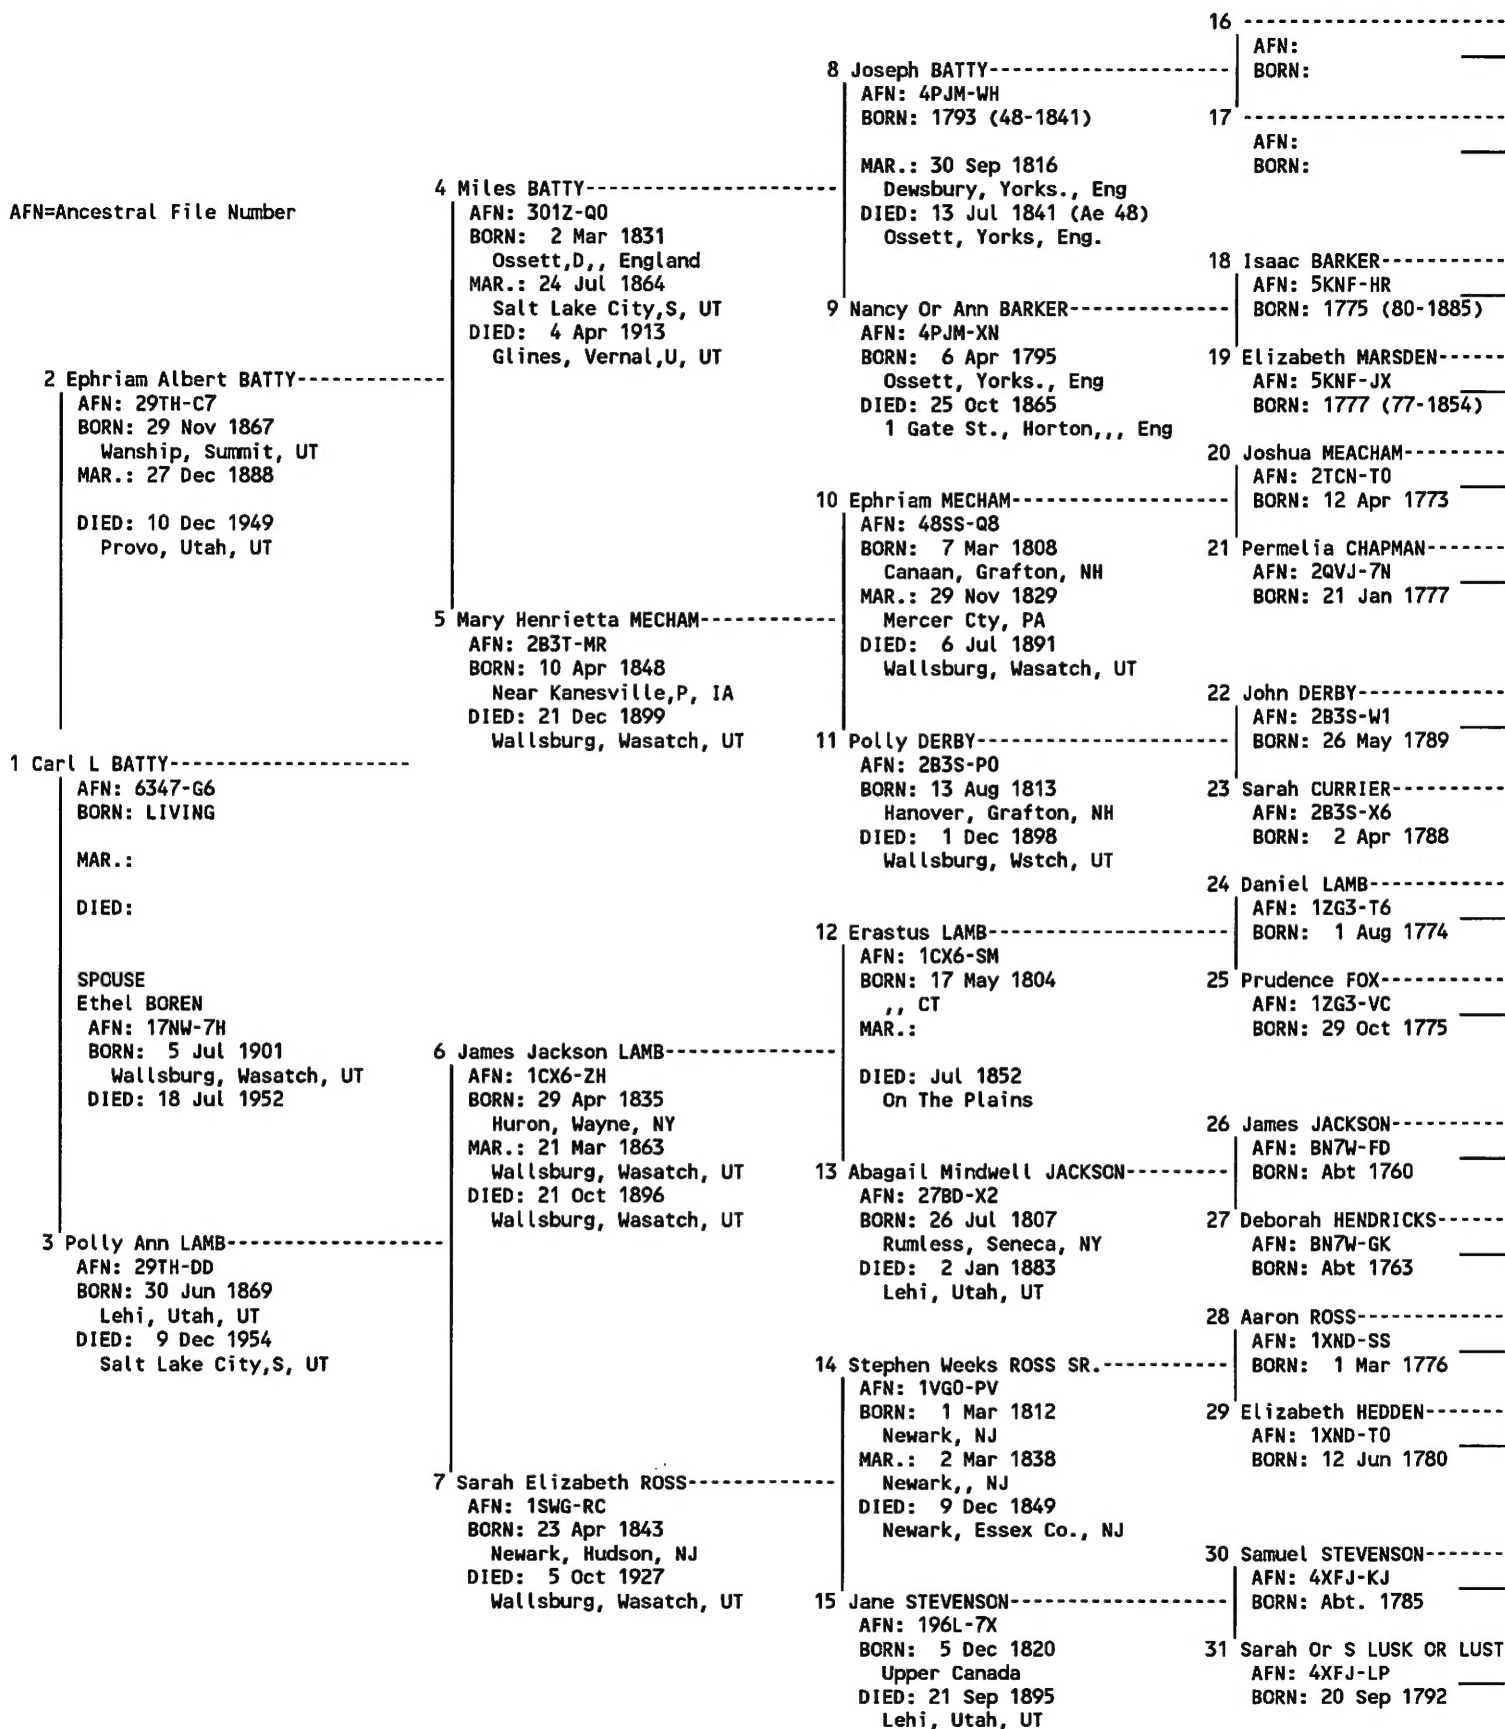 AFN=Ancestral File Number
1 Carl L BATTY--------------------
AFN: 6347-G6
BORN: LIVING
MAR.:
DIED:
SPOUSE
Ethel BOREN
AFN: 17NW-7H
BORN: 5 Jul 1901
Wallsburg, Wasatch, UT
DIED: 18 Jul 1952
2 Ephriam Albert BATTY------------
AFN: 29TH-C7
BORN: 29 Nov 1867
Wanship, Summit, UT
MAR.: 27 Dec 1888
DIED: 10 Dec 1949
Provo, Utah, UT
3 Polly Ann LAMB------------------
AFN: 29TH-DD
BORN: 30 Jun 1869
Lehi, Utah, UT
DIED: 9 Dec 1954
Salt Lake City,S, UT
4 Miles BATTY---------------------
AFN: 301Z-Q0
BORN: 2 Mar 1831
Ossett,D,, England
MAR.: 24 Jul 1864
Salt Lake City,S, UT
DIED: 4 Apr 1913
Glines, Vernal,U, UT
5 Mary Henrietta MECHAM-----------
AFN: 2B3T-MR
BORN: 10 Apr 1848
Near Kanesville,P, IA
DIED: 21 Dec 1899
Wallsburg, Wasatch, UT
6 James Jackson LAMB--------------
AFN: 1CX6-ZH
BORN: 29 Apr 1835
Huron, Wayne, NY
MAR.: 21 Mar 1863
Wallsburg, Wasatch, UT
DIED: 21 Oct 1896
Wallsburg, Wasatch, UT
7 Sarah Elizabeth ROSS------------
AFN: 1SWG-RC
BORN: 23 Apr 1843
Newark, Hudson, NJ
DIED: 5 Oct 1927
Wallsburg, Wasatch, UT
8 Joseph BATTY--------------------
AFN: 4PJM-WH
BORN: 1793 (48-1841)
MAR.: 30 Sep 1816
Dewsbury, Yorks., Eng
DIED: 13 Jul 1841 (Ae 48)
Ossett, Yorks, Eng.
9 Nancy Or Ann BARKER-------------
AFN: 4PJM-XN
BORN: 6 Apr 1795
Ossett, Yorks., Eng
DIED: 25 Oct 1865
1 Gate St., Horton,,, Eng
10 Ephriam MECHAM------------------
AFN: 48SS-Q8
BORN: 7 Mar 1808
Canaan, Grafton, NH
MAR.: 29 Nov 1829
Mercer Cty, PA
DIED: 6 Jul 1891
Wallsburg, Wasatch, UT
11 Polly DERBY---------------------
AFN: 2B3S-P0
BORN: 13 Aug 1813
Hanover, Grafton, NH
DIED: 1 Dec 1898
Wallsburg, Wstch, UT
12 Erastus LAMB--------------------
AFN: 1CX6-SM
BORN: 17 May 1804
,, CT
MAR.:
DIED: Jul 1852
On The Plains
13 Abagail Mindwell JACKSON--------
AFN: 27BD-X2
BORN: 26 Jul 1807
Rumless, Seneca, NY
DIED: 2 Jan 1883
Lehi, Utah, UT
14 Stephen Weeks ROSS SR.----------
AFN: 1VG0-PV
BORN: 1 Mar 1812
Newark, NJ
MAR.: 2 Mar 1838
Newark,, NJ
DIED: 9 Dec 1849
Newark, Essex Co., NJ
15 Jane STEVENSON------------------
AFN: 196L-7X
BORN: 5 Dec 1820
Upper Canada
DIED: 21 Sep 1895
Lehi, Utah, UT
16 ----------------------
AFN:
BORN:
17 ----------------------
AFN:
BORN:
18 Isaac BARKER----------
AFN: 5KNF-HR
BORN: 1775 (80-1885)
19 Elizabeth MARSDEN-----
AFN: 5KNF-JX
BORN: 1777 (77-1854)
20 Joshua MEACHAM--------
AFN: 2TCN-T0
BORN: 12 Apr 1773
21 Permelia CHAPMAN------
AFN: 2QVJ-7N
BORN: 21 Jan 1777
22 John DERBY------------
AFN: 2B3S-W1
BORN: 26 May 1789
23 Sarah CURRIER---------
AFN: 2B3S-X6
BORN: 2 Apr 1788
24 Daniel LAMB-----------
AFN: 1ZG3-T6
BORN: 1 Aug 1774
25 Prudence FOX----------
AFN: 1ZG3-VC
BORN: 29 Oct 1775
26 James JACKSON---------
AFN: BN7W-FD
BORN: Abt 1760
27 Deborah HENDRICKS-----
AFN: BN7W-GK
BORN: Abt 1763
28 Aaron ROSS------------
AFN: 1XND-SS
BORN: 1 Mar 1776
29 Elizabeth HEDDEN------
AFN: 1XND-T0
BORN: 12 Jun 1780
30 Samuel STEVENSON------
AFN: 4XFJ-KJ
BORN: Abt. 1785
31 Sarah Or S LUSK OR LUST
AFN: 4XFJ-LP
BORN: 20 Sep 1792